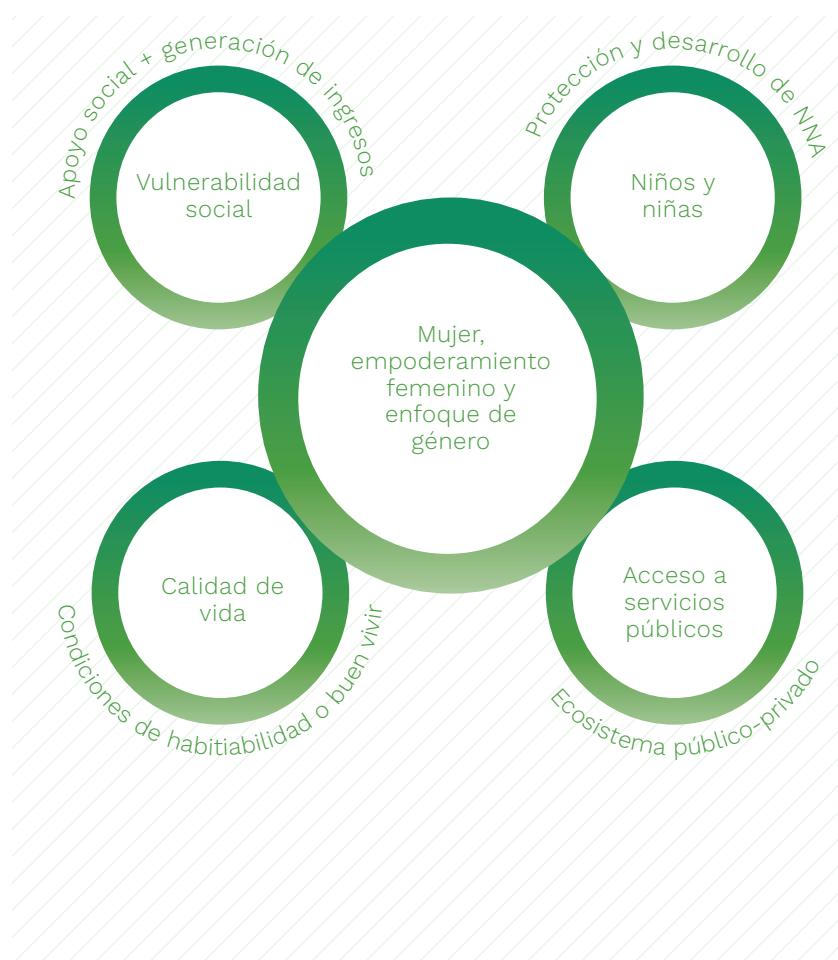 Apoyo social + generación de ingresos
Vulnerabilidad
social
Protección y desarrollo de NNA
Niños y
niñas
Mujer,
empoderamiento
femenino y
enfoque de
género
Calidad de
vida
Condiciones de habitiabilidad o buen vivir
Acceso a
servicios
públicos
Ecosistema público-privado